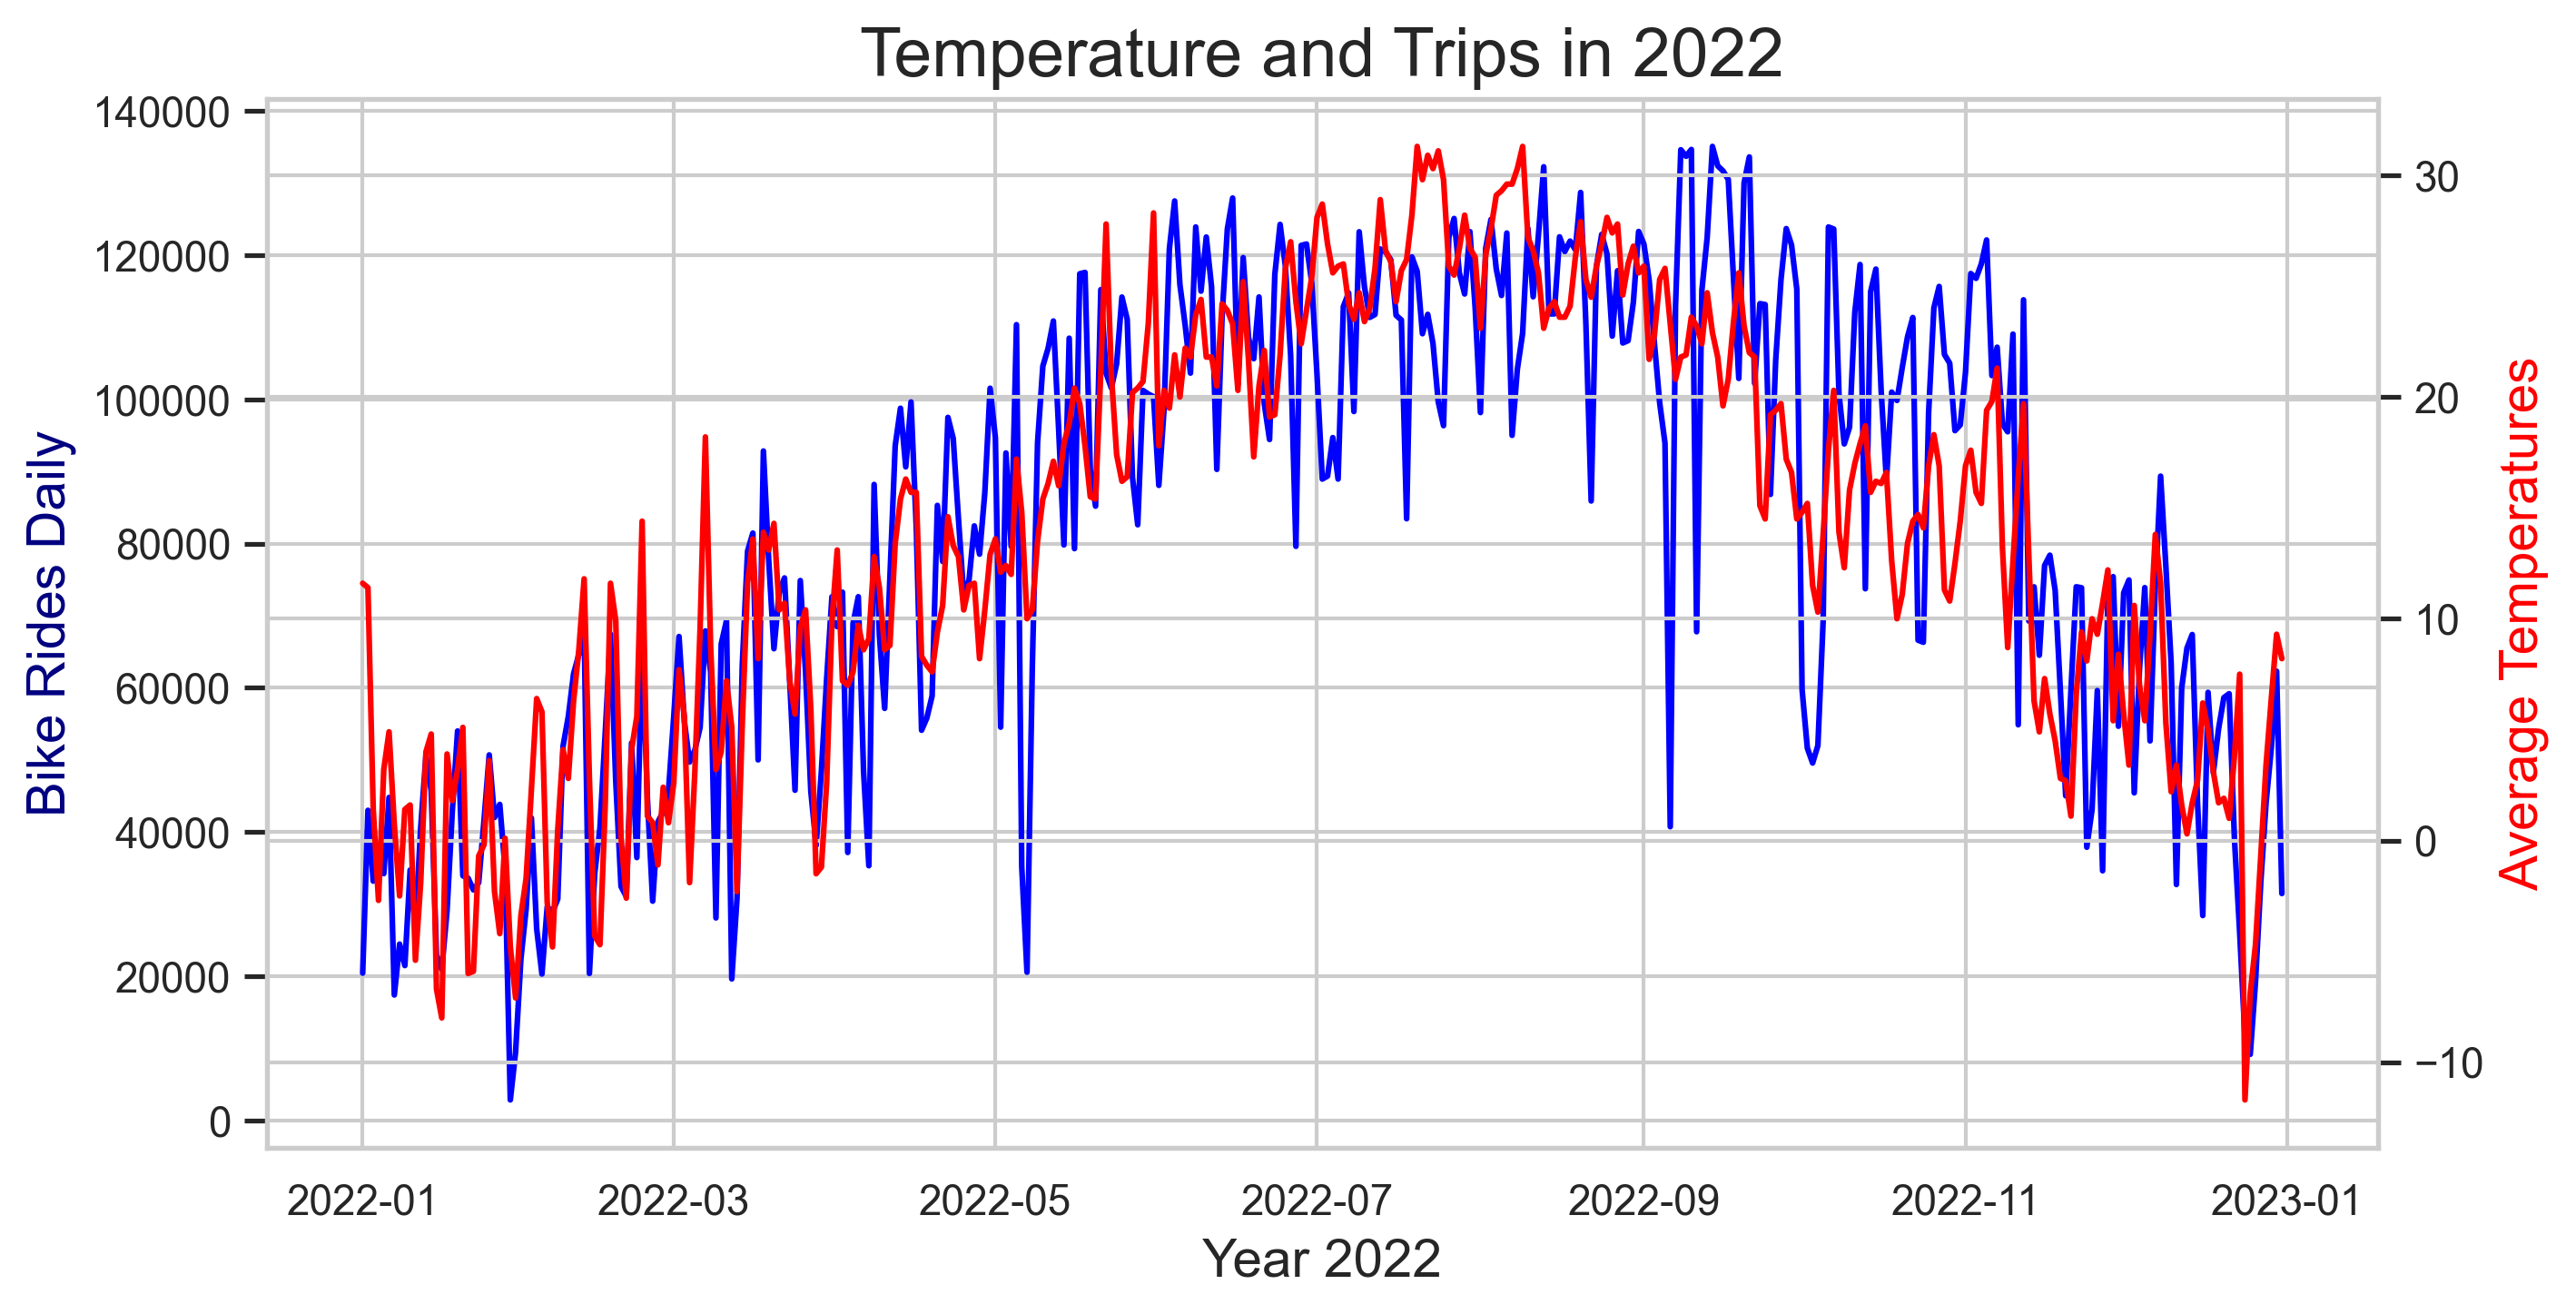 Temperature and Trips in 2022
140000
120000
100000
80000
60000
40000
20000
0
Bike Rides Daily
30
20
10
0
−10
Average Temperatures
2022-01 2022-03 2022-05 2022-07 2022-09 2022-11 2023-01
Year 2022